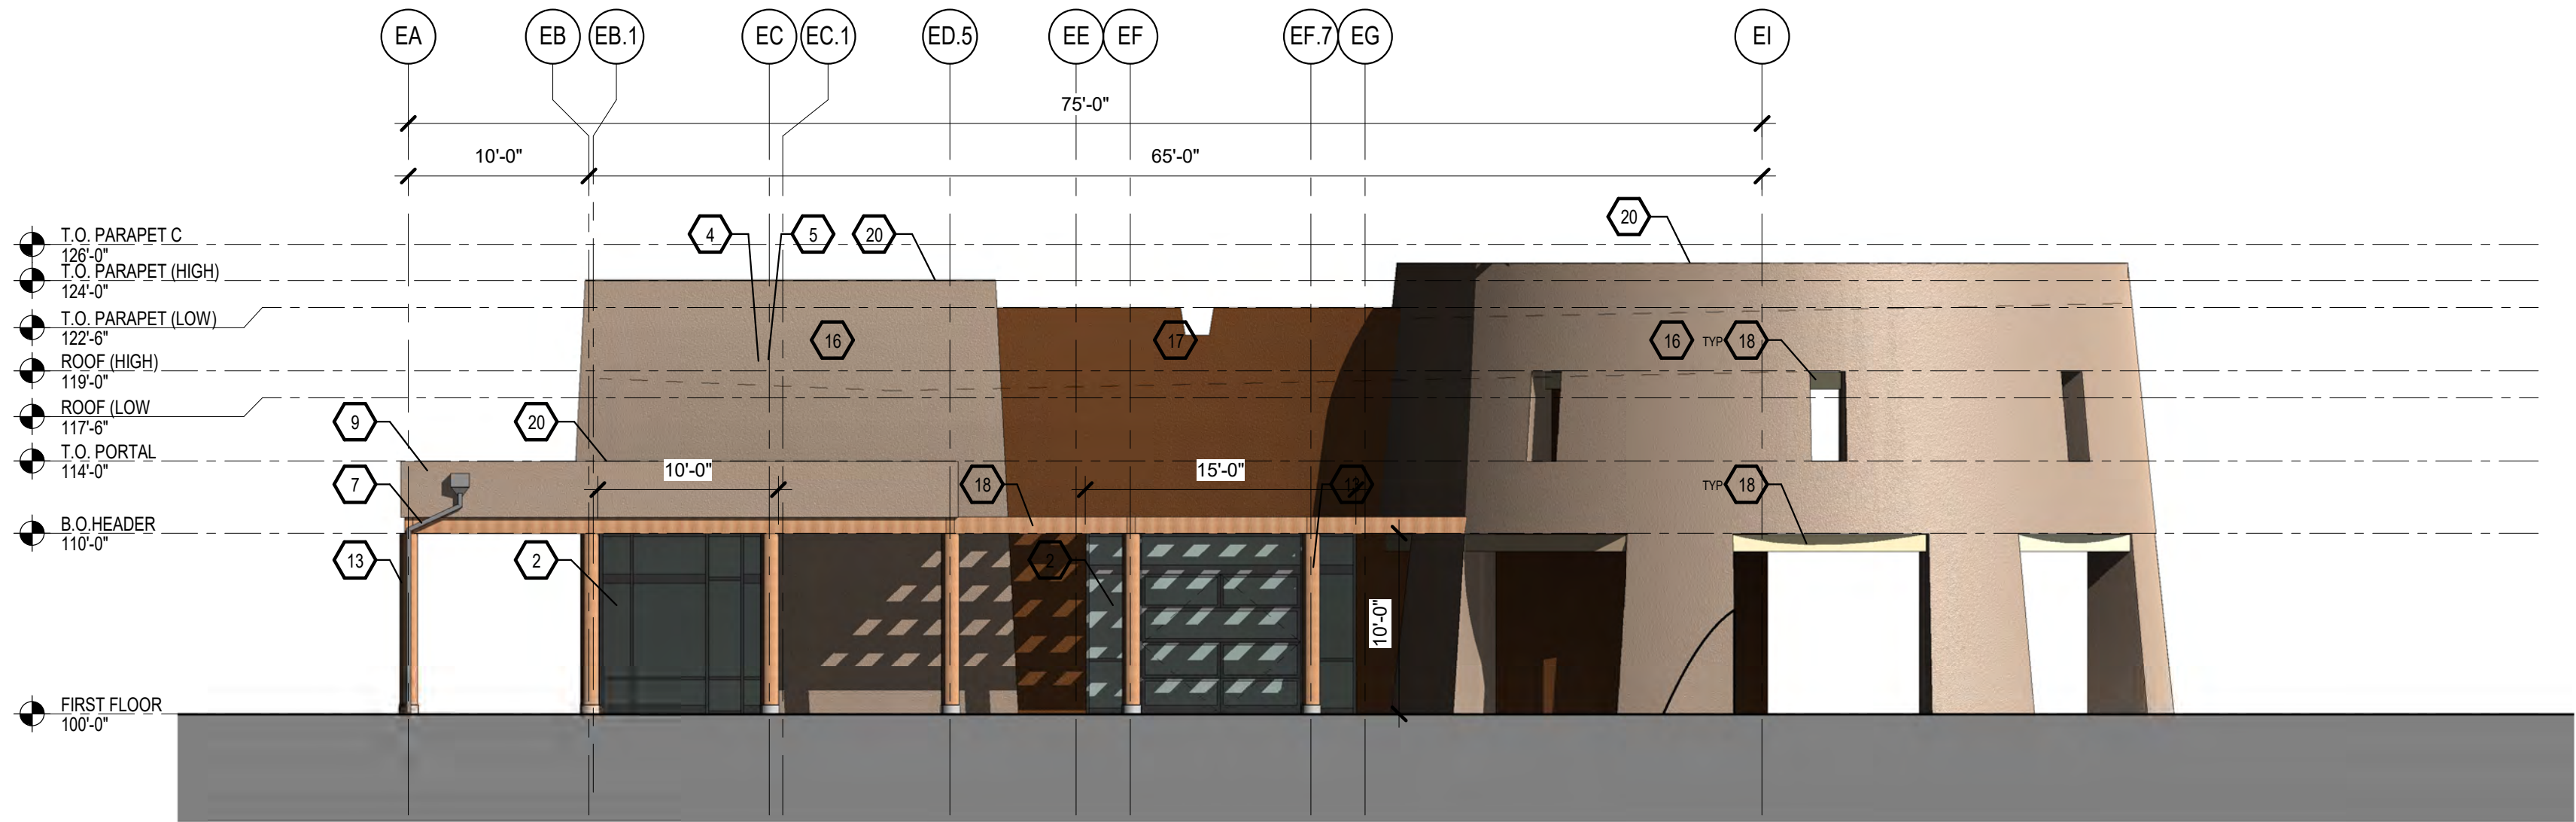 EA EB EB.1 EC EC.1 ED.5 EE EF EF.7 EG EI
75'-0"
10'-0" 65'-0"
20
4 5 20
T.O. PARAPET C
126'-0"
T.O. PARAPET (HIGH)
124'-0"
T.O. PARAPET (LOW)
122'-6"
16 17 16 TYP 18
ROOF (HIGH)
119'-0"
ROOF (LOW
117'-6"
9 20
T.O. PORTAL
114'-0"
10'-0" 15'-0"
7 18 13 TYP 18
B.O.HEADER
110'-0"
13 2 2
10'-0"
FIRST FLOOR
100'-0"